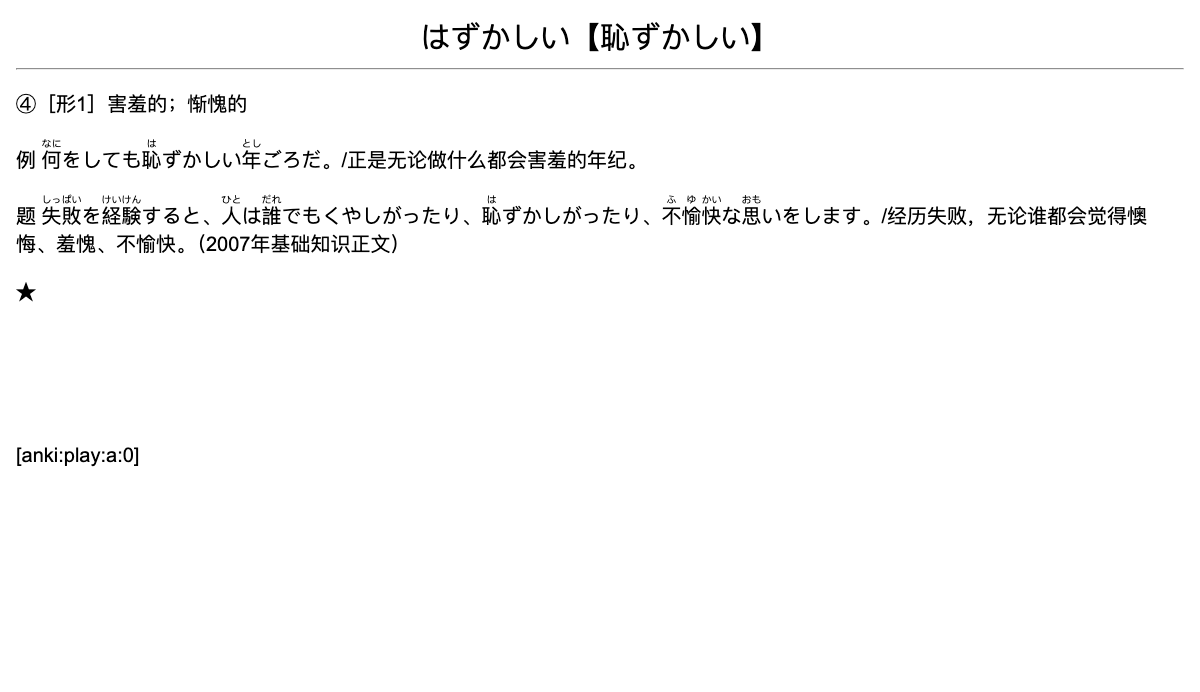 はずかしい【恥ずかしい】
④［形1］害羞的；惭愧的
なに は とし
例 何をしても恥ずかしい年ごろだ。/正是无论做什么都会害羞的年纪。
しっぱい けいけん ひと だれ は ふ ゆ かい おも
题 失敗を経験すると、人は誰でもくやしがったり、恥ずかしがったり、不愉快な思いをします。/经历失败，无论谁都会觉得懊
悔、羞愧、不愉快。（2007年基础知识正文）
★
[anki:play:a:0]